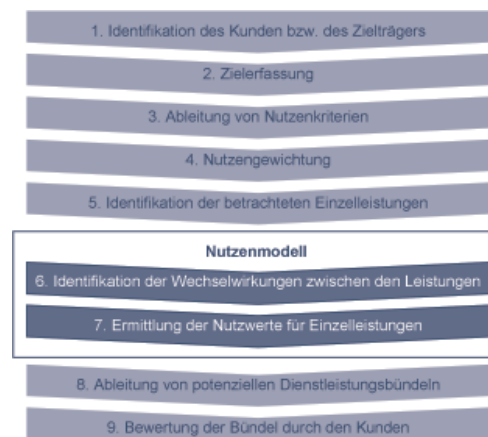 1. Identifikation des Kunden bzw. des Zielträgers
2. Zielerfassung
3. Ableitung von Nutzenkriterien
4. Nutzengewichtung
5. Identifikation der betrachteten Einzelleistungen
Nutzenmodell
6. Identifikation der Wechselwirkungen zwischen den Leistungen
7. Ermittlung der Nutzwerte für Einzelleistungen
8. Ableitung von potenziellen Dienstleistungsbündeln
9. Bewertung der Bündel durch den Kunden